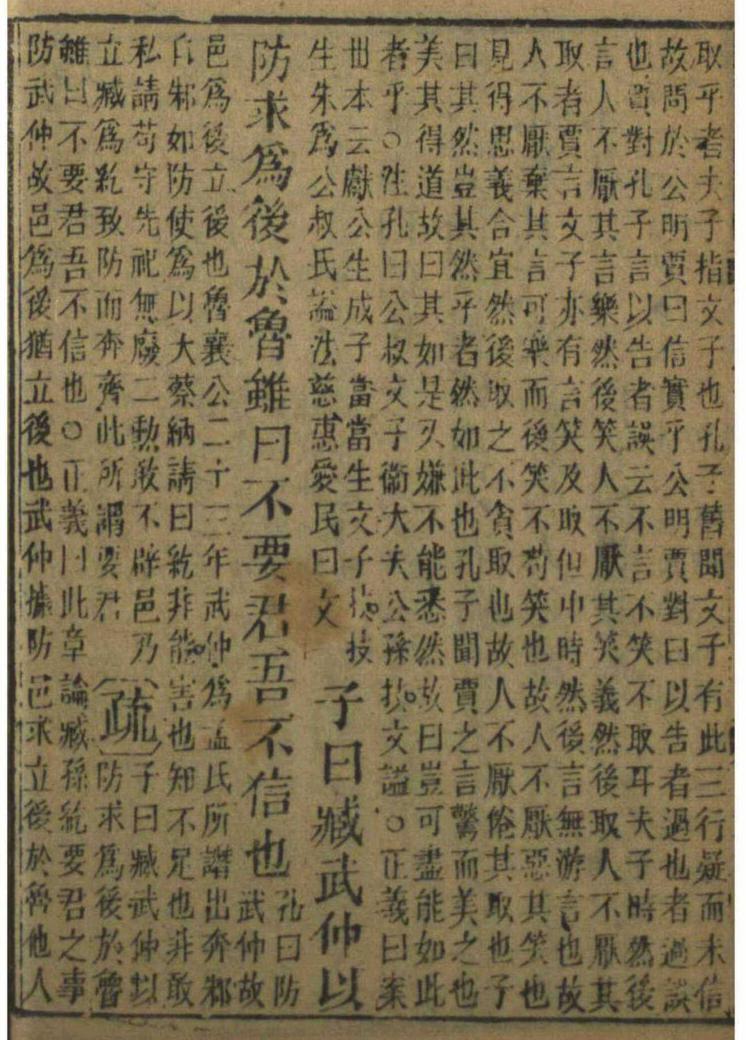 取乎者夫子指文子也孔子舊聞文子有此三行疑而未信
故問於公明賈曰信實乎公明賈對曰以告者過也者過誤
也賈對孔子言以告者誤云不言不笑不取耳夫子時然後
言人不厭其言樂然後笑人不厭其笑義然後取人不厭其
取者賈言文子亦有言笑及取但中時然後言無游言也故
人不厭棄其言可樂而後笑不苟笑也故人不厭惡其笑也
見得思義合宜然後取之不貪取也故人不厭倦其取也子
曰其然豈其然乎者然如此也孔子聞賈之言驚而美之也
美其得道故曰其如是又嫌不能悉然故曰豈可盡能如此
者乎○注孔曰公叔文子衞大夫公孫拔文謚○正義曰案
世本云獻公生成子當當生文子拔拔
生朱爲公叔氏謚法慈惠愛民曰文
子曰臧武仲以
防求爲後於魯雖曰不要君吾不信也
孔曰防
武仲故
邑爲後立後也魯襄公二十三年武仲爲孟氏所譖出奔邾
自邾如防使爲以大蔡納請曰紇非能害也知不足也非敢
私請苟守先祀無廢二勳敢不辟邑乃
立臧爲紇致防而奔齊此所謂要君
疏
子曰臧武仲以
防求爲後於魯
雖曰不要君吾不信也○正義曰此章論臧孫紇要君之事
防武仲故邑爲後猶立後也武仲據防邑求立後於魯他人